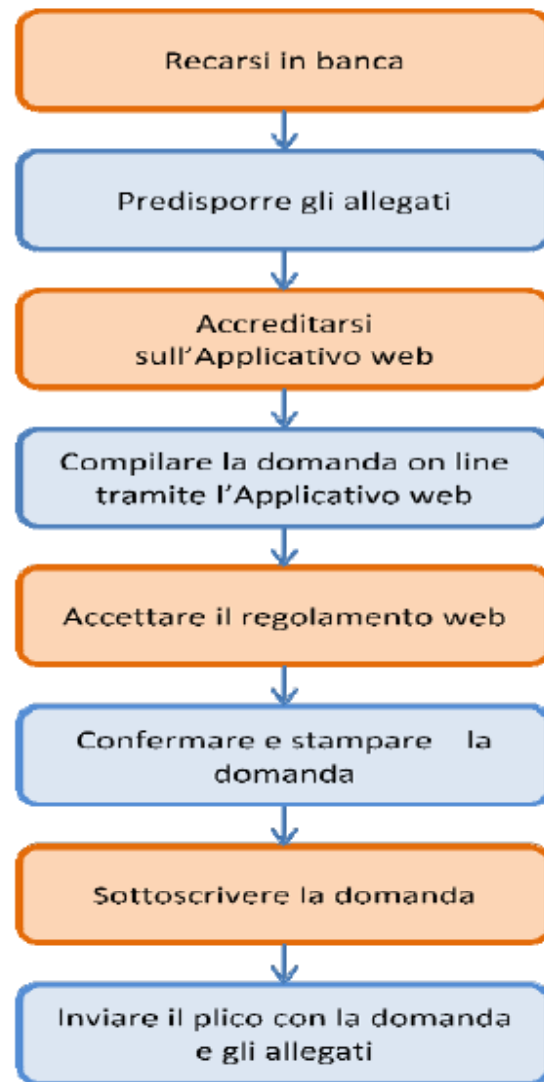 Recarsi in banca
Predisporre gli allegati
Accreditarsi
sull'Applicativo web
Compilare la domanda on line
tramite l'Applicativo web
Accettare il regolamento web
Confermare e stampare la
domanda
Sottoscrivere la domanda
Inviare il plico con la domanda
e gli allegati